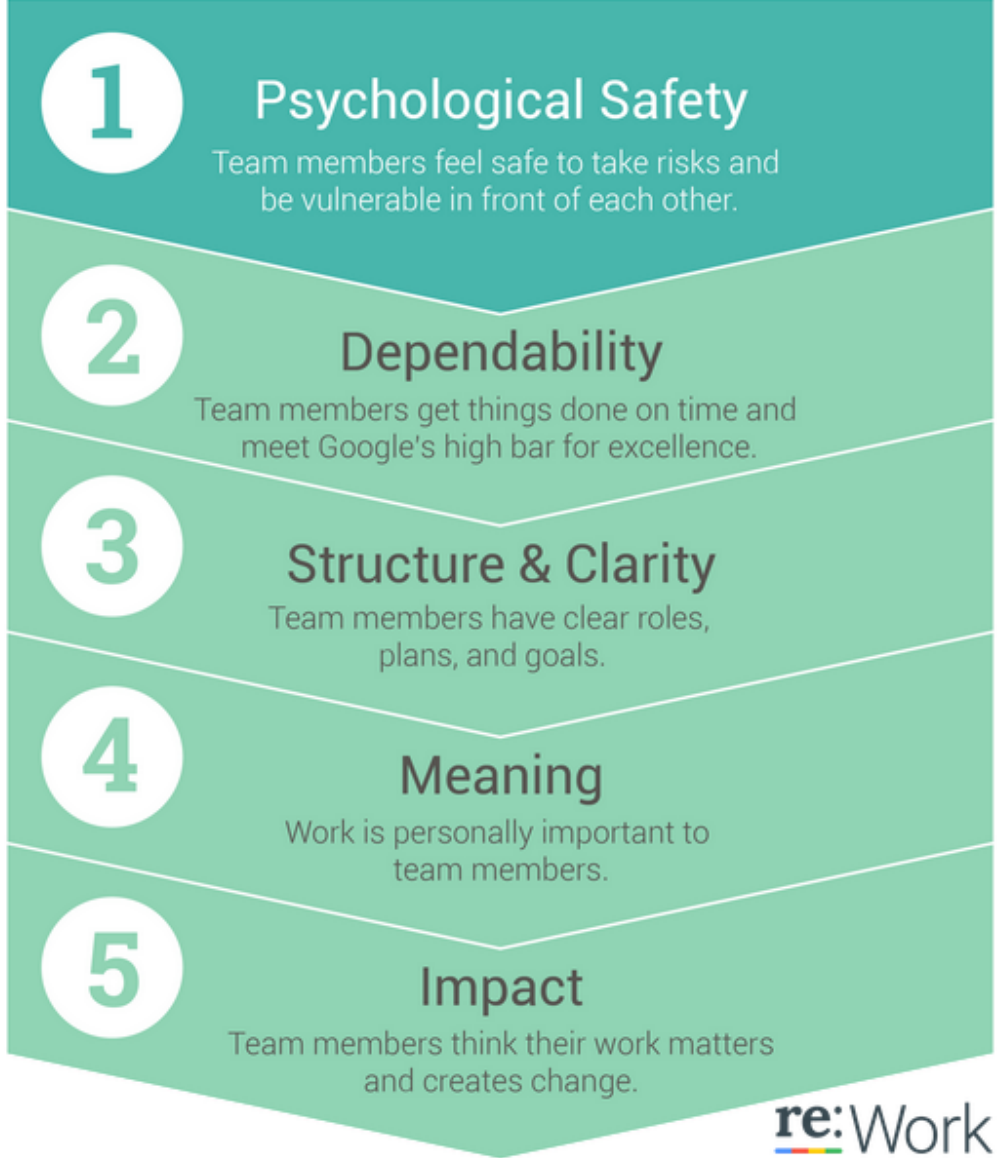 1
Psychological Safety
Team members feel safe to take risks and
be vulnerable in front of each other.
2
Dependability
Team members get things done on time and
meet Google's high bar for excellence.
3
Structure & Clarity
Team members have clear roles,
plans, and goals.
4
Meaning
Work is personally important to
team members.
5
Impact
Team members think their work matters
and creates change.
re:Work